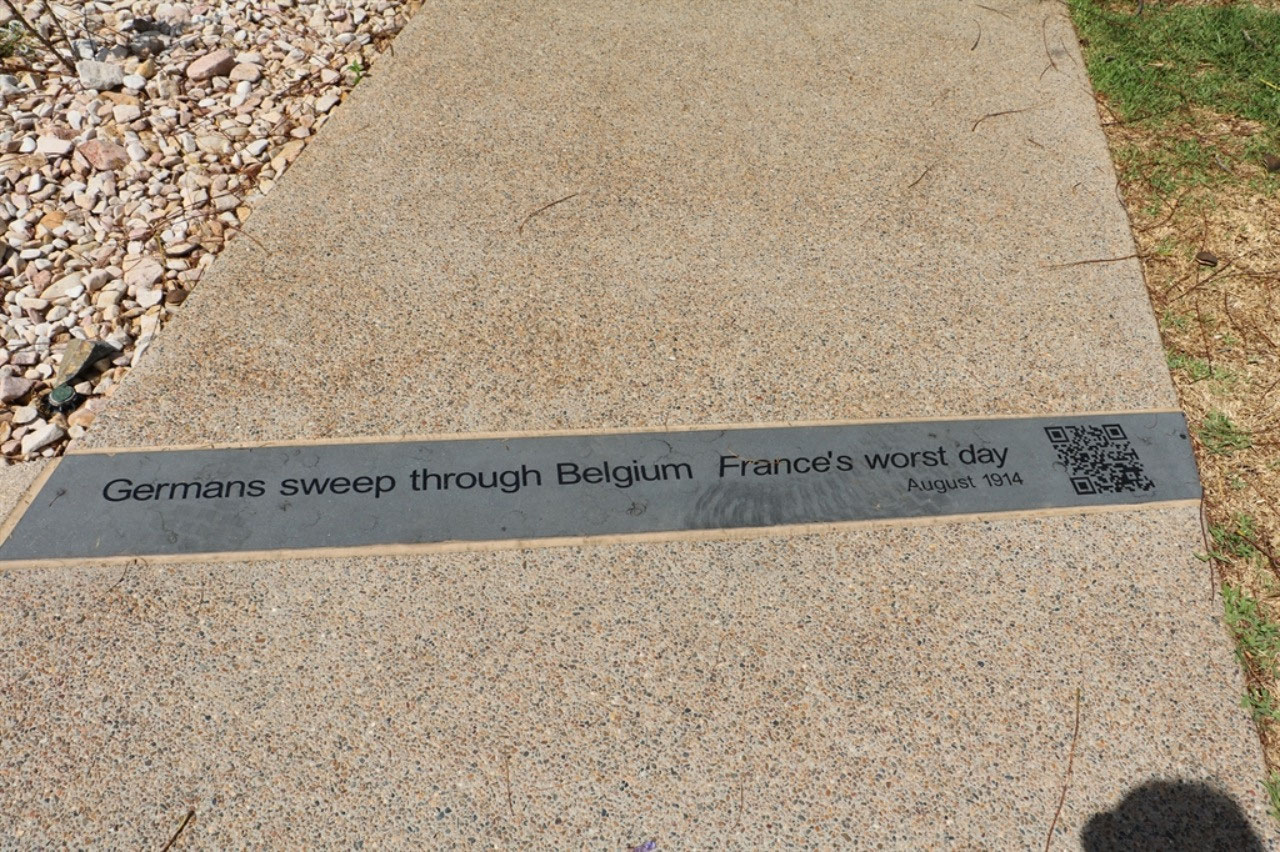 Germans sweep through Belgium France's worst day
August 1914